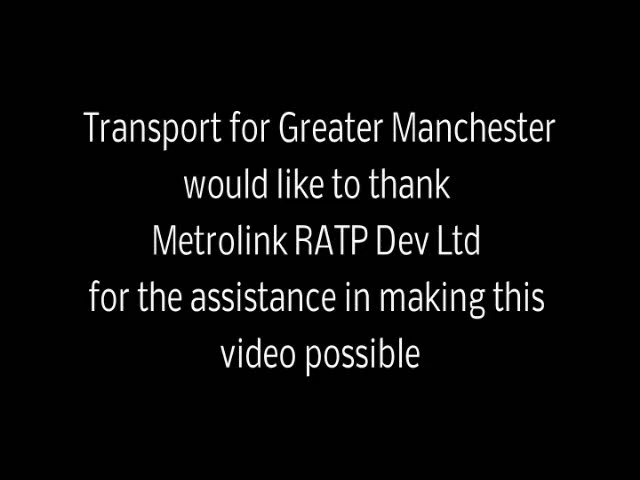 Transport for Greater Manchester
would like to thank
Metrolink RATP Dev Ltd
for the assistance in making this
video possible